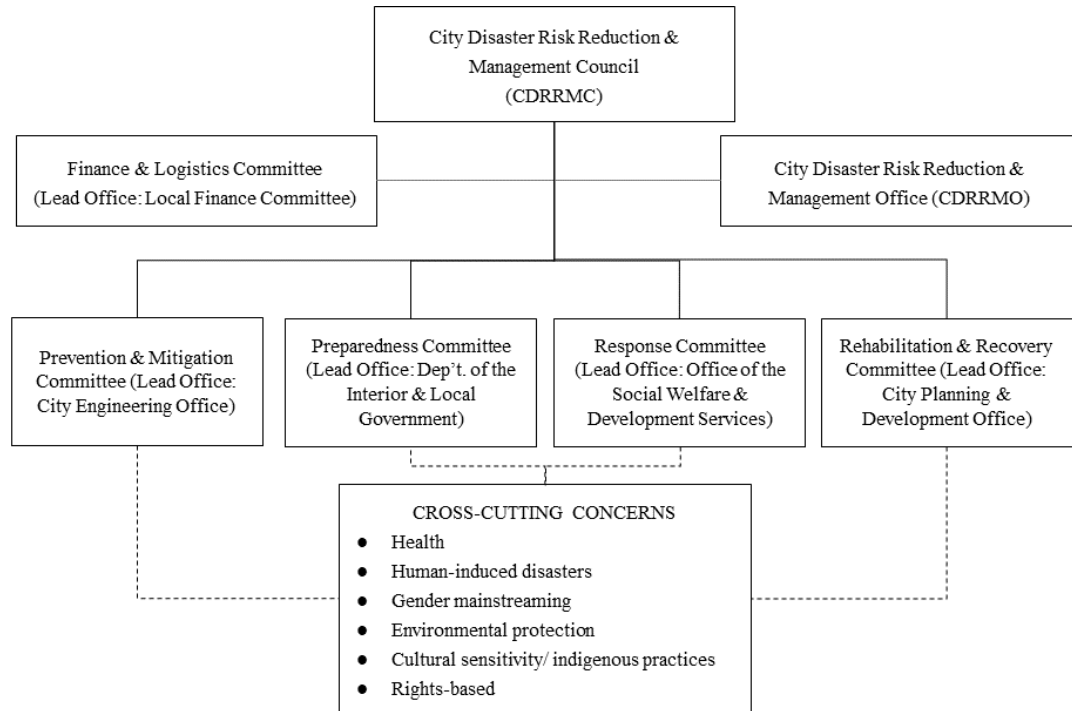 City Disaster Risk Reduction &
Management Council
(CDRRMC)
Finance & Logistics Committee
(Lead Office: Local Finance Committee)
City Disaster Risk Reduction &
Management Office (CDRRMO)
Prevention & Mitigation
Committee (Lead Office:
City Engineering Office)
Preparedness Committee
(Lead Office: Dep’t. of the
Interior & Local
Government)
Response Committee
(Lead Office: Office of the
Social Welfare &
Development Services)
Rehabilitation & Recovery
Committee (Lead Office:
City Planning &
Development Office)
CROSS-CUTTING CONCERNS
● Health
● Human-induced disasters
● Gender mainstreaming
● Environmental protection
● Cultural sensitivity/ indigenous practices
● Rights-based